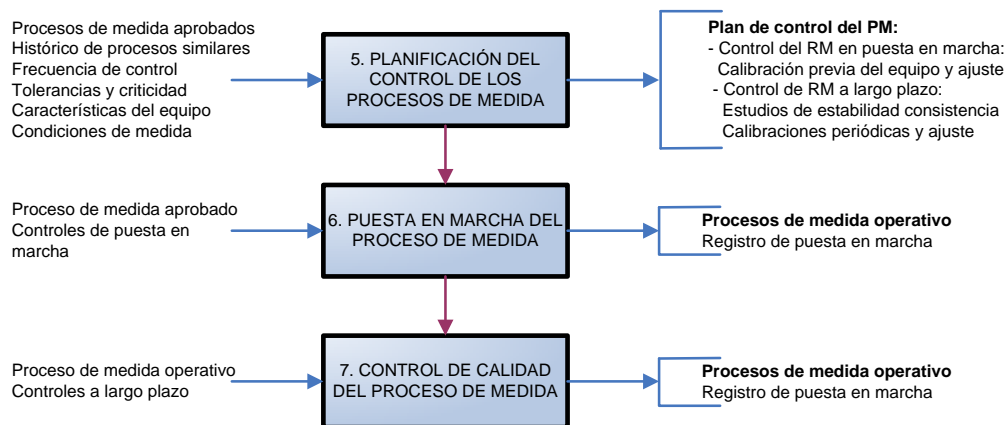 Procesos de medida aprobados
Histórico de procesos similares
Frecuencia de control
Tolerancias y criticidad
Características del equipo
Condiciones de medida
5. PLANIFICACIÓN DEL
CONTROL DE LOS
PROCESOS DE MEDIDA
Plan de control del PM:
- Control del RM en puesta en marcha:
Calibración previa del equipo y ajuste
- Control de RM a largo plazo:
Estudios de estabilidad consistencia
Calibraciones periódicas y ajuste
Proceso de medida aprobado
Controles de puesta en
marcha
6. PUESTA EN MARCHA DEL
PROCESO DE MEDIDA
Procesos de medida operativo
Registro de puesta en marcha
Proceso de medida operativo
Controles a largo plazo
7. CONTROL DE CALIDAD
DEL PROCESO DE MEDIDA
Procesos de medida operativo
Registro de puesta en marcha